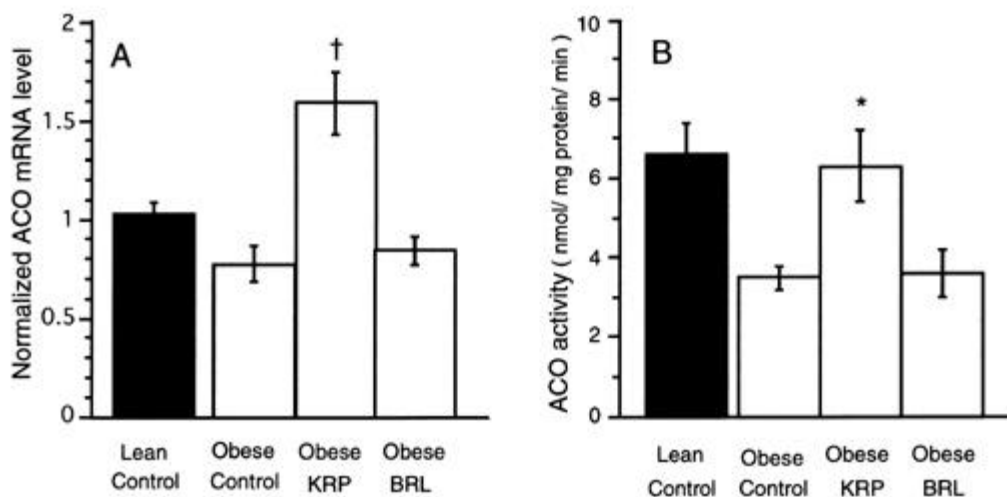 A
†
Normalized ACO mRNA level
2
1.5
1
0.5
0
Lean Control
Obese Control
Obese KRP
Obese BRL
B
*
ACO activity ( nmol/ mg protein/ min )
10
8
6
4
2
0
Lean Control
Obese Control
Obese KRP
Obese BRL